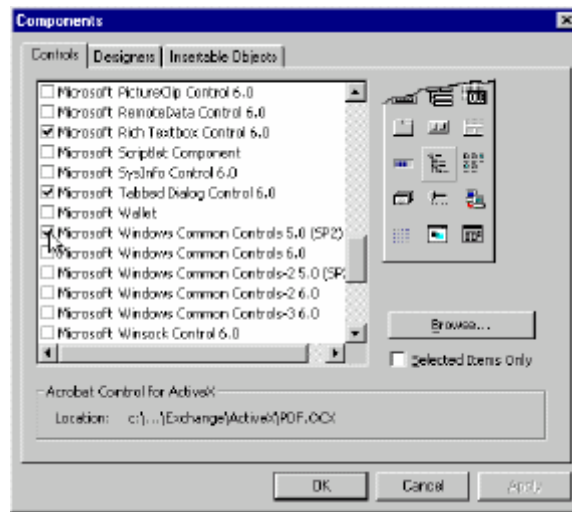 Components
Controls Designers Insertable Objects
Microsoft PictureClip Control 6.0
Microsoft RemoteData Control 6.0
Microsoft Rich Textbox Control 6.0
Microsoft Scriptlet Component
Microsoft SysInfo Control 6.0
Microsoft Tabbed Dialog Control 6.0
Microsoft Wallet
Microsoft Windows Common Controls 5.0 (SP2)
Microsoft Windows Common Controls 6.0
Microsoft Windows Common Controls-2 5.0 (SP2
Microsoft Windows Common Controls-2 6.0
Microsoft Windows Common Controls-3 6.0
Microsoft Winsock Control 6.0
Browse...
Selected Items Only
Acrobat Control for ActiveX
Location: c:\...\Exchange\ActiveX\PDF.OCX
OK Cancel Apply